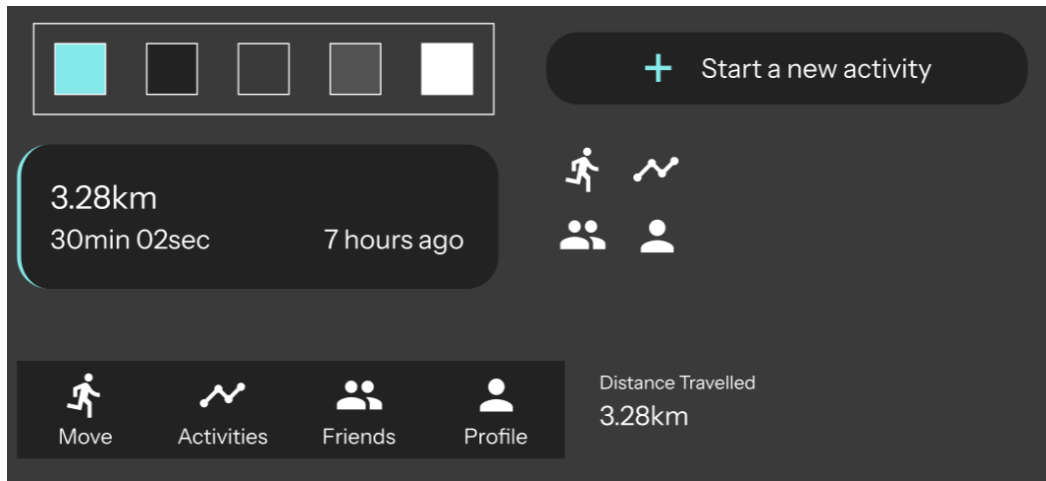 Start a new activity
3.28km
30min 02sec
7 hours ago
Move
Activities
Friends
Profile
Distance Travelled
3.28km